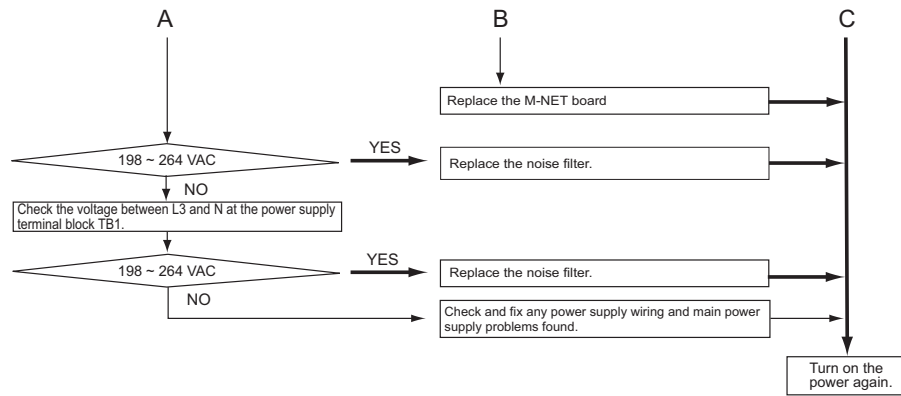 A
B
C
Replace the M-NET board
198 ~ 264 VAC
YES
Replace the noise filter.
NO
Check the voltage between L3 and N at the power supply
terminal block TB1.
198 ~ 264 VAC
YES
Replace the noise filter.
NO
Check and fix any power supply wiring and main power
supply problems found.
Turn on the
power again.